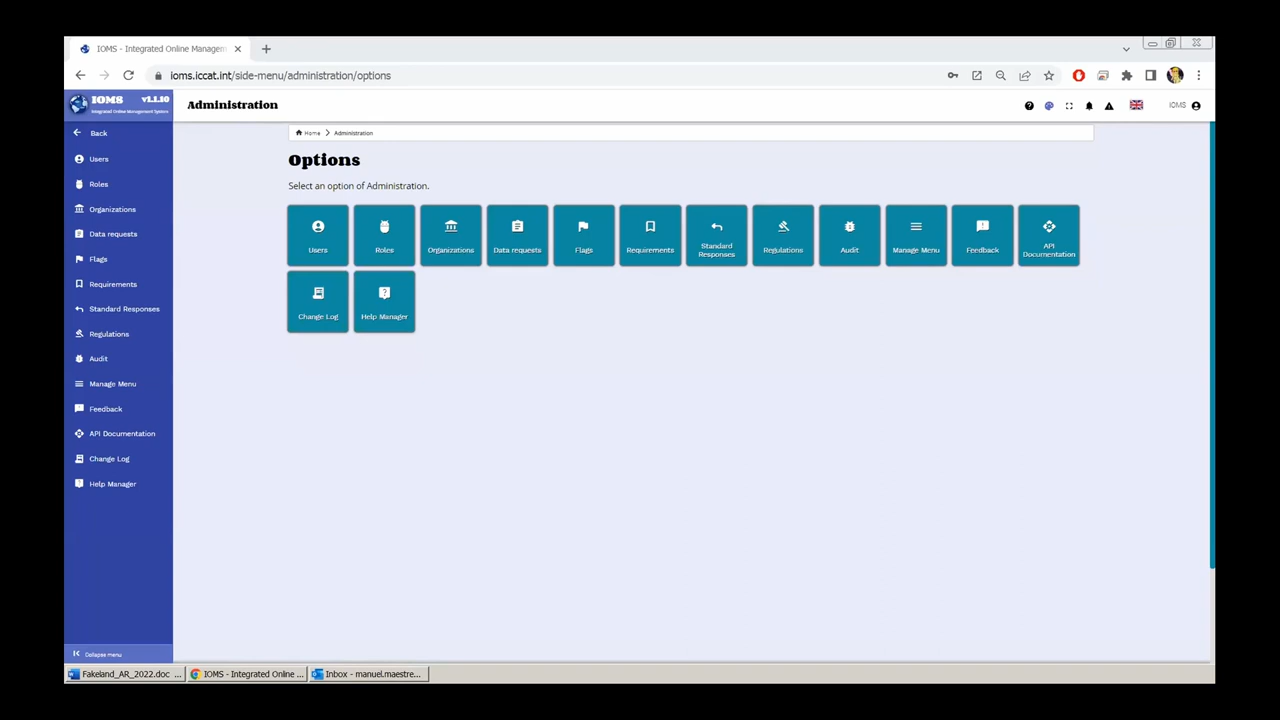 IOMS - Integrated Online Managem
ioms.iccat.int/side-menu/administration/options
IOMS v1.1.10
Integrated Online Management System
Administration
IOMS
Back
Users
Roles
Organizations
Data requests
Flags
Requirements
Standard Responses
Regulations
Audit
Manage Menu
Feedback
API Documentation
Change Log
Help Manager
Collapse menu
Home > Administration
Options
Select an option of Administration.
Users
Roles
Organizations
Data requests
Flags
Requirements
Standard
Responses
Regulations
Audit
Manage Menu
Feedback
API
Documentation
Change Log
Help Manager
Fakeland_AR_2022.doc ...
IOMS - Integrated Online ...
Inbox - manuel.maestre...